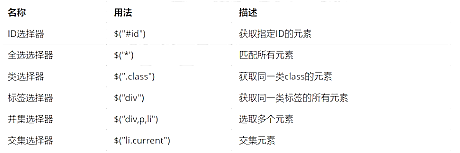 名称 用法 描述
ID选择器 $("#id") 获取指定ID的元素
全选选择器 $("*") 匹配所有元素
类选择器 $(".class") 获取同一类class的元素
标签选择器 $("div") 获取同一类标签的所有元素
并集选择器 $("div,p,li") 选取多个元素
交集选择器 $("li.current") 交集元素